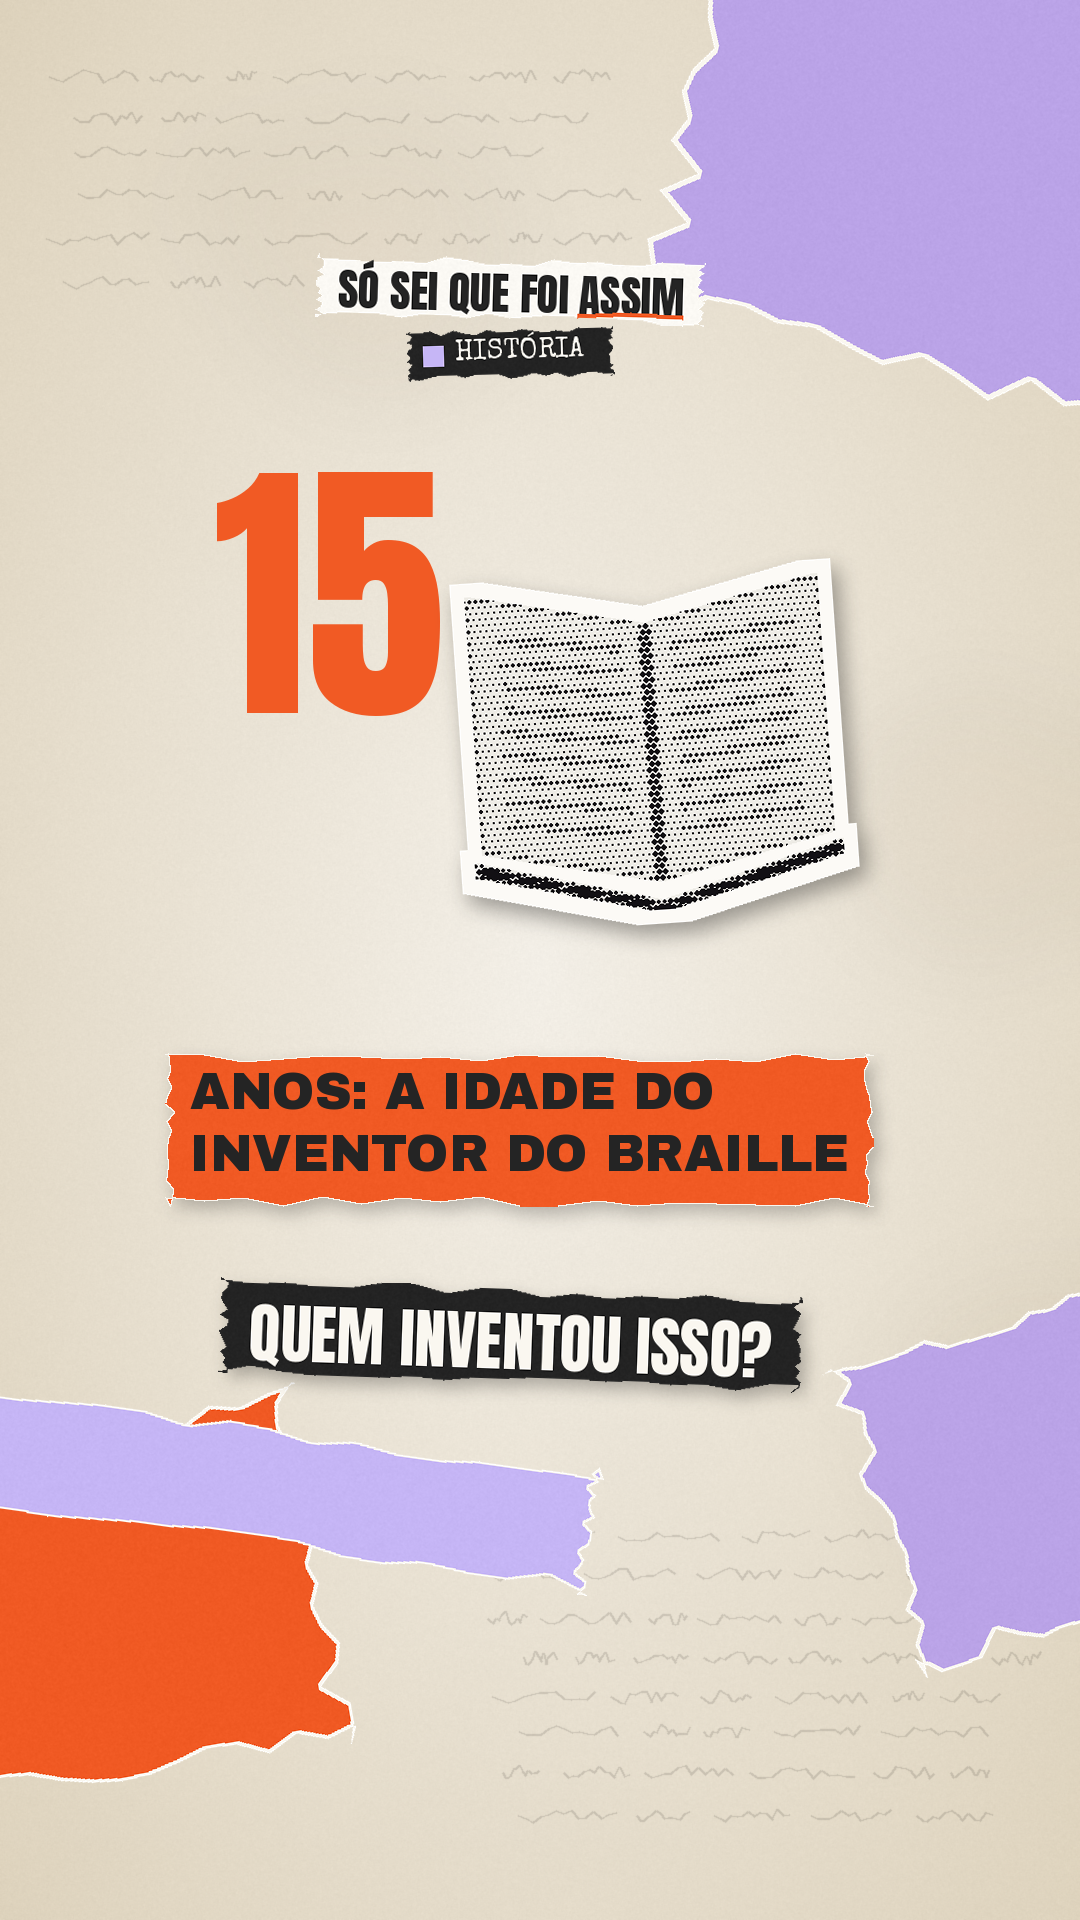 SÓ SEI QUE FOI ASSIM
HISTÓRIA
15
ANOS: A IDADE DO
INVENTOR DO BRAILLE
QUEM INVENTOU ISSO?